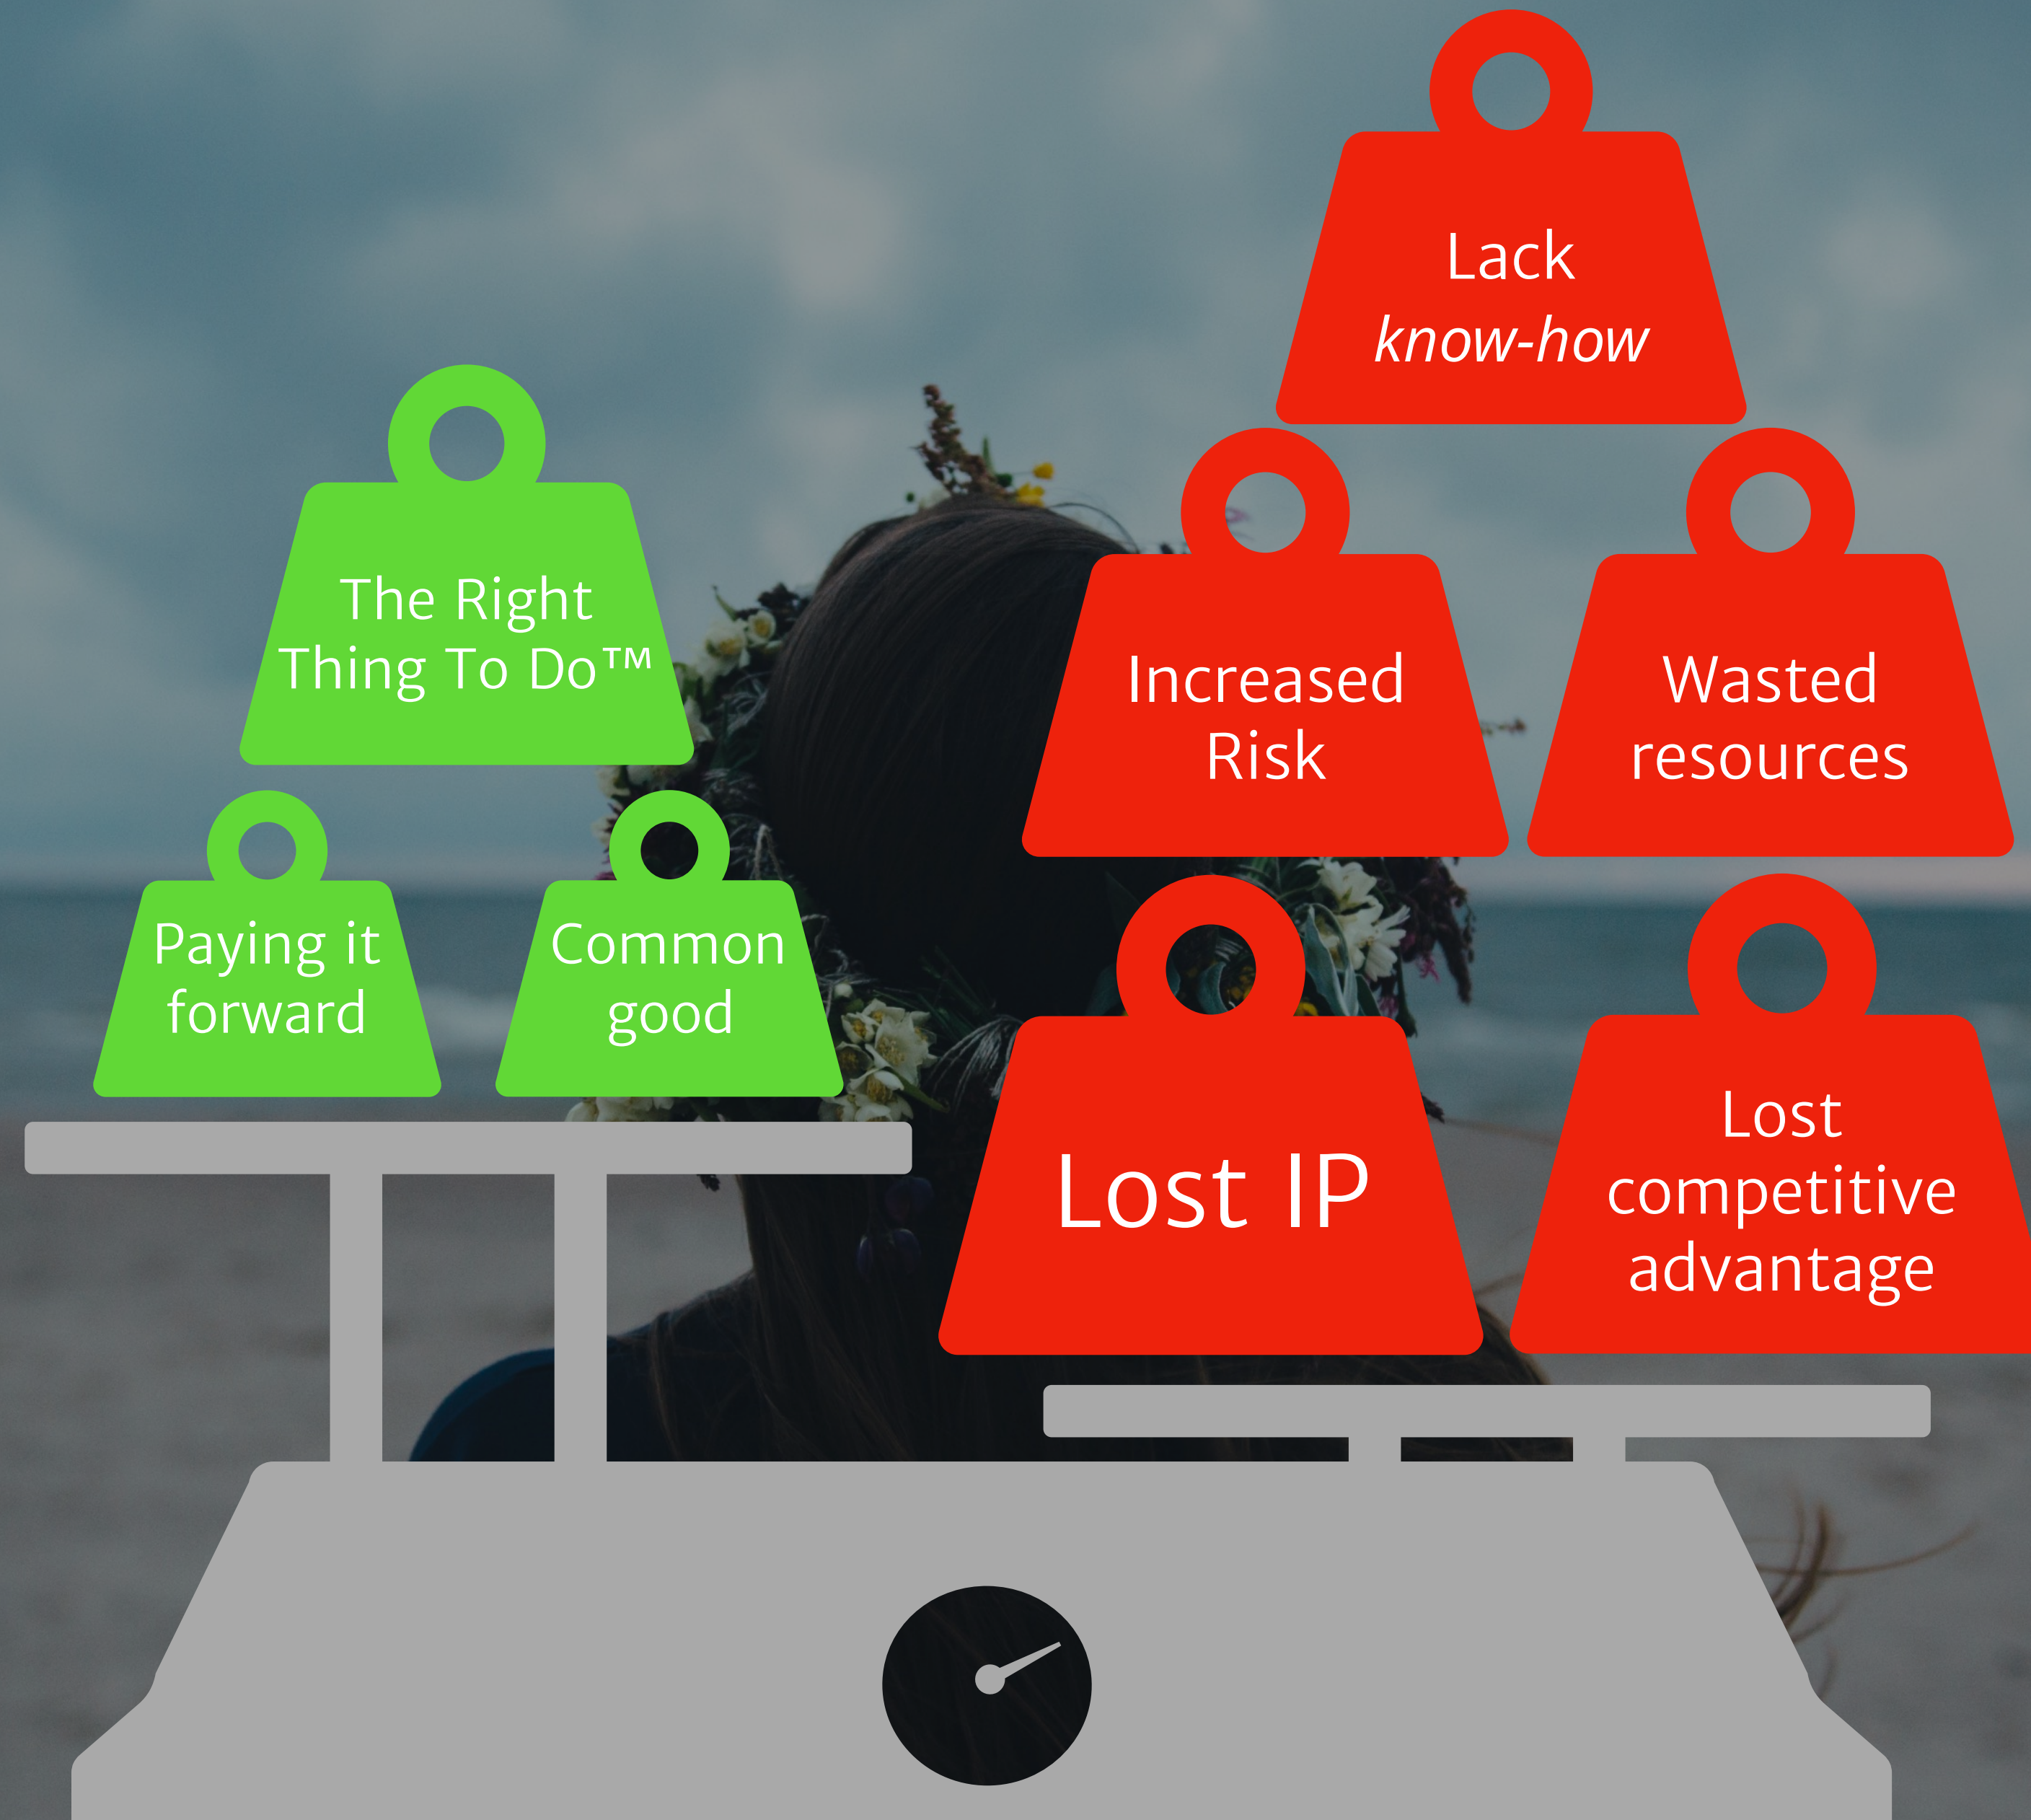 The Right
Thing To Do™
Paying it
forward
Common
good
Lack
know-how
Increased
Risk
Wasted
resources
Lost IP
Lost
competitive
advantage